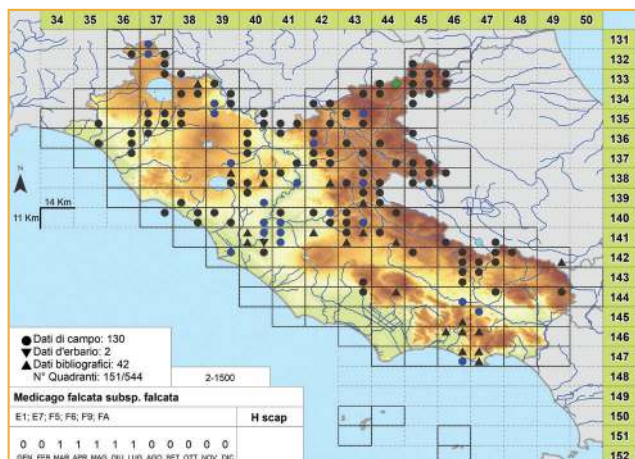 34 35 36 37 38 39 40 41 42 43 44 45 46 47 48 49 50
131
132
133
134
135
136
137
138
139
140
141
142
143
144
145
146
147
148
149
150
151
152
N
14 Km
11 Km
Dati di campo: 130
Dati d'erbario: 2
Dati bibliografici: 42
N° Quadranti: 151/544
2-1500
Medicago falcata subsp. falcata
E1; E7; F5; F6; F9; FA
H scap
0 0 1 1 1 1 1 0 0 0 0 0
GEN FEB MAR APR MAG GIU LUG AGO SET OTT NOV DIC